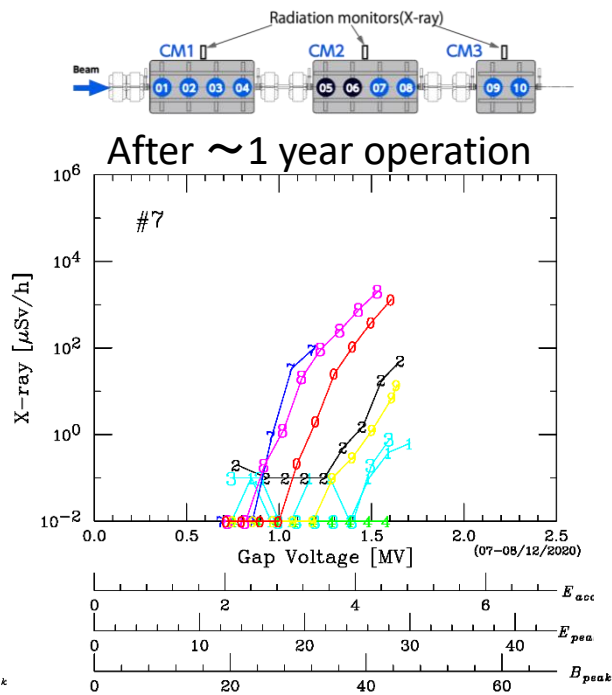 Radiation monitors(X-ray)
CM1 CM2 CM3
Beam
01 02 03 04 05 06 07 08 09 10
After ~1 year operation
#7
X-ray [μSv/h]
10^6
10^4
10^2
10^0
10^-2
0.0 0.5 1.0 1.5 2.0 2.5
Gap Voltage [MV]
(07-08/12/2020)
0 2 4 6 E_acc
0 10 20 30 40 E_pea
0 20 40 60 B_peak
k